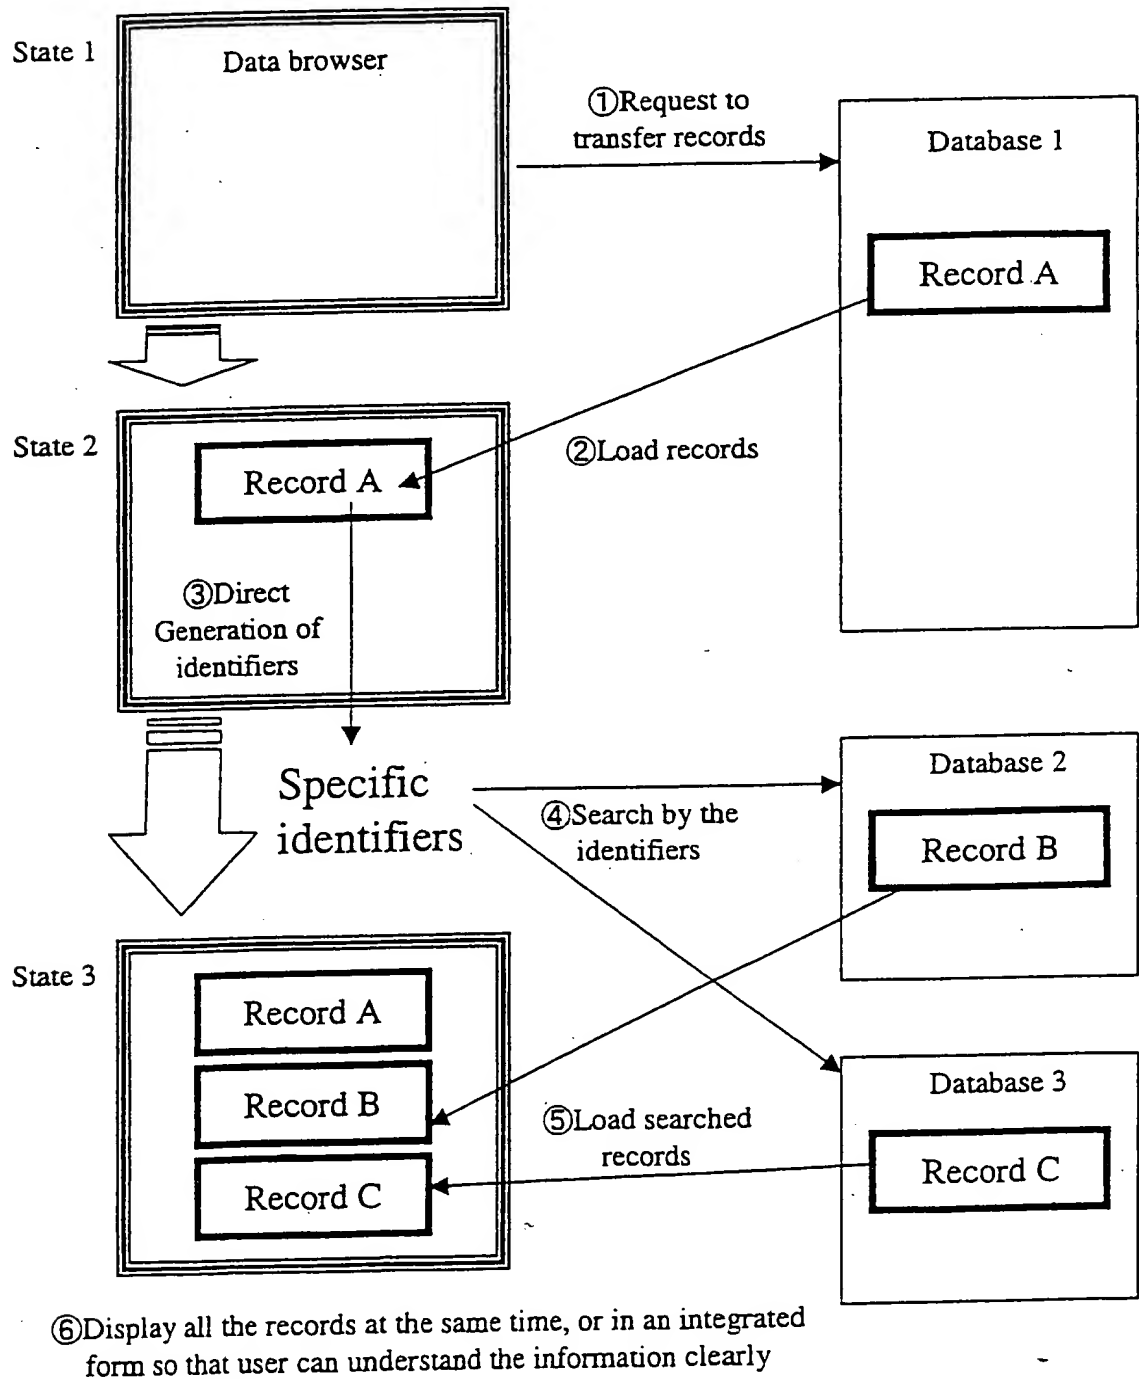 State 1
Data browser
①Request to
transfer records
Database 1
Record A
State 2
Record A
②Load records
③Direct
Generation of
identifiers
Specific
identifiers
④Search by the
identifiers
Database 2
Record B
State 3
Record A
Record B
Record C
⑤Load searched
records
Database 3
Record C
⑥Display all the records at the same time, or in an integrated
form so that user can understand the information clearly